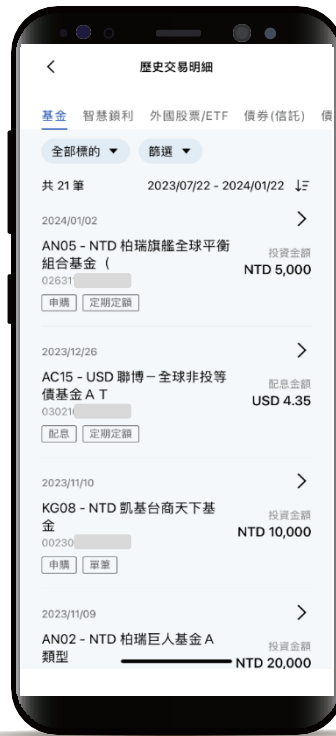 歷史交易明細
基金 智慧鎖利 外國股票/ETF 債券(信託) 債
全部標的 ▼ 篩選 ▼
共 21 筆 2023/07/22 - 2024/01/22
2024/01/02
AN05 - NTD 柏瑞旗艦全球平衡
組合基金（
投資金額
NTD 5,000
02631
申購 定期定額
2023/12/26
AC15 - USD 聯博－全球非投等
債基金ＡＴ
配息金額
USD 4.35
03021
配息 定期定額
2023/11/10
KG08 - NTD 凱基台商天下基
金
投資金額
NTD 10,000
00230
申購 單筆
2023/11/09
AN02 - NTD 柏瑞巨人基金Ａ
類型
投資金額
NTD 20,000